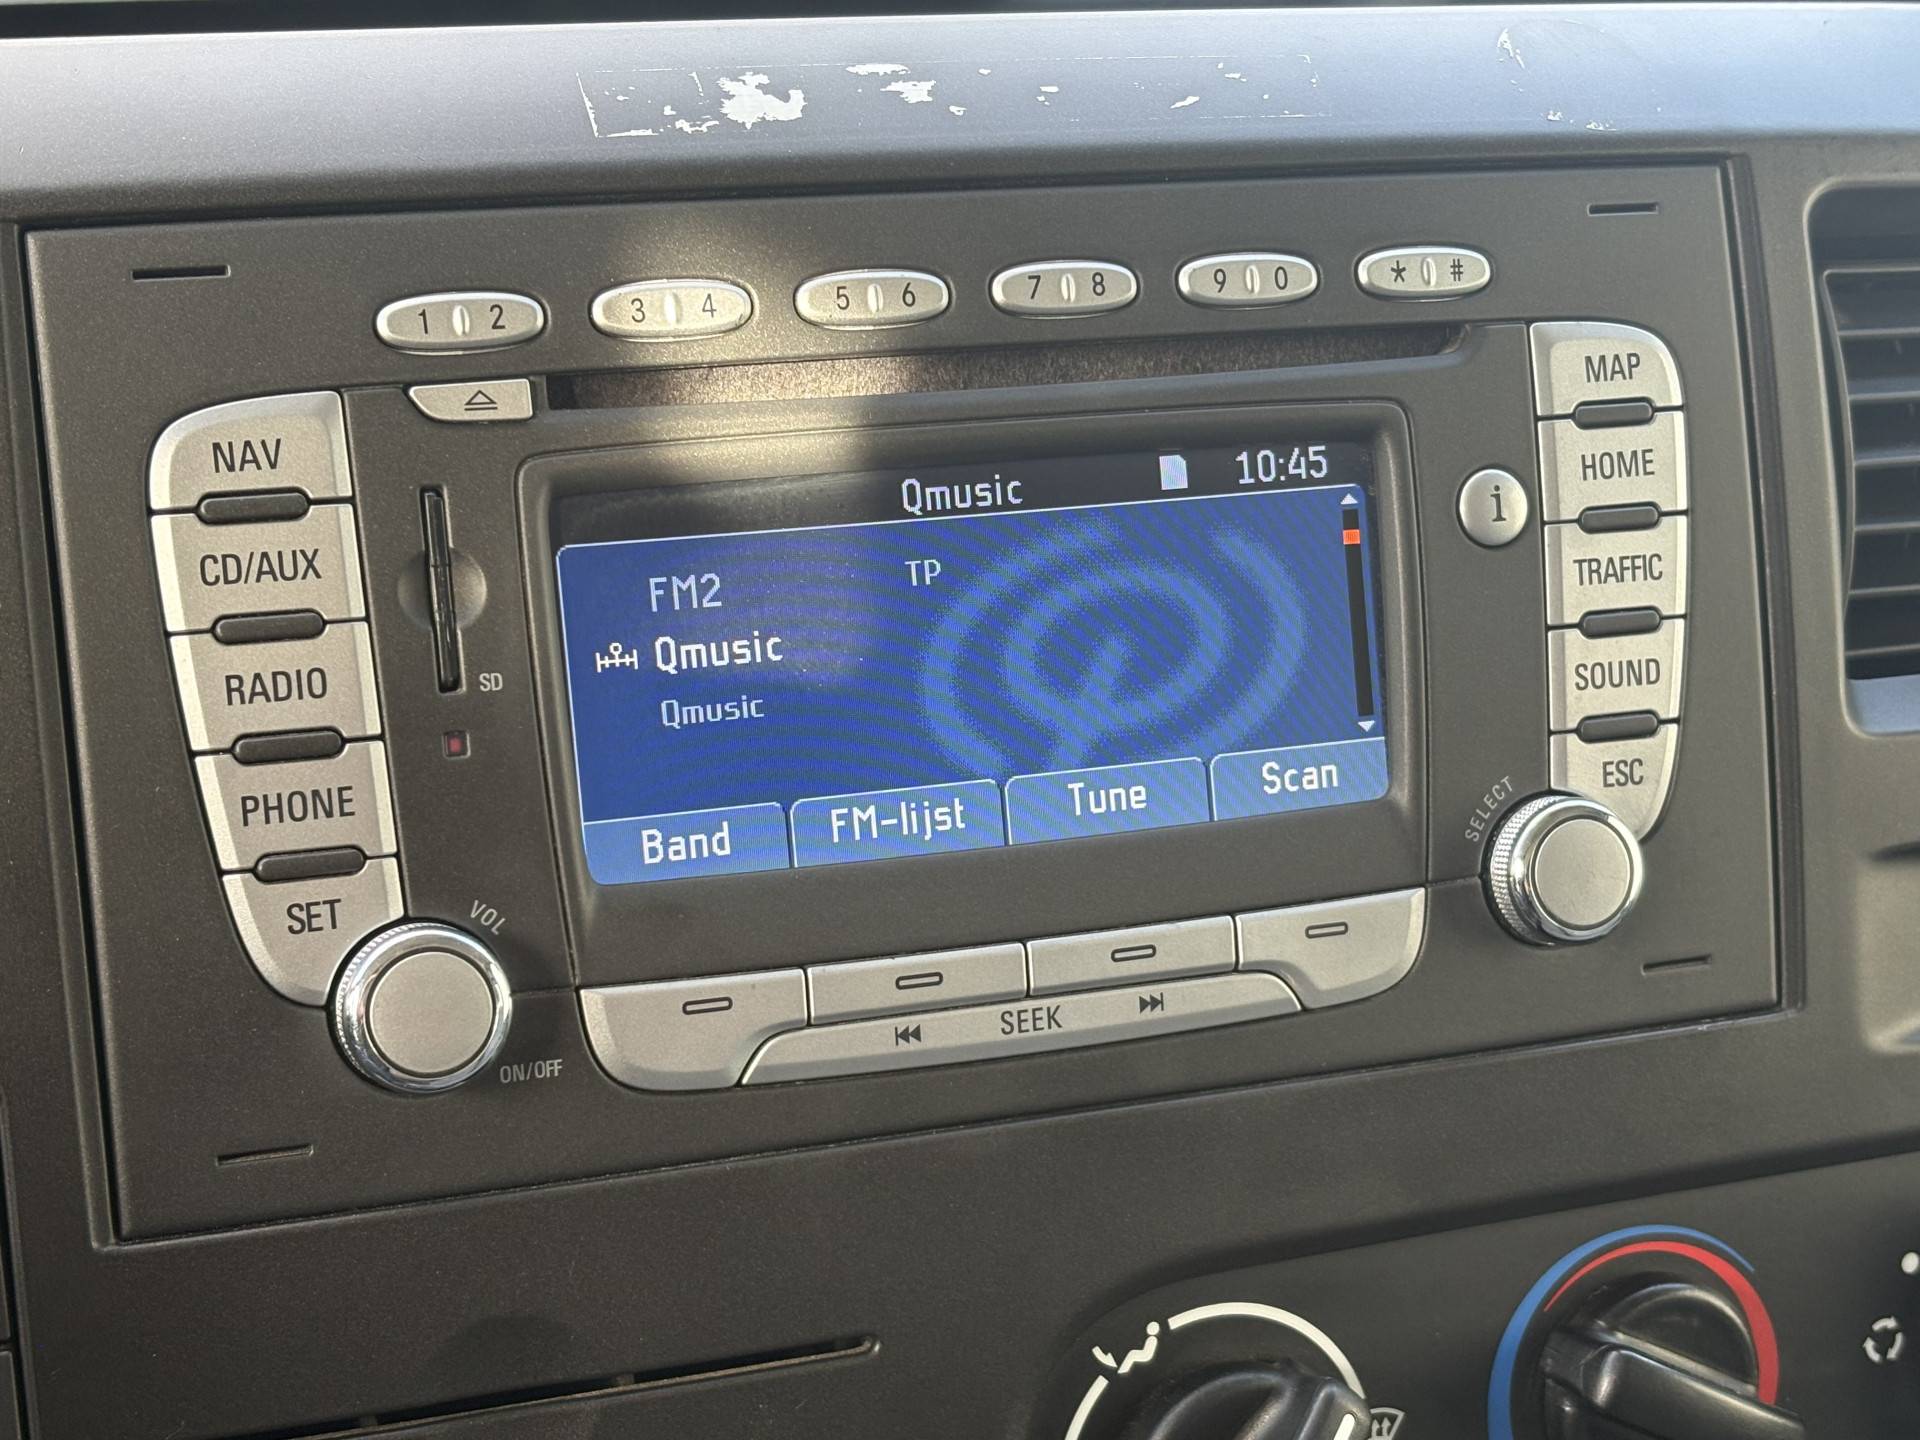 1 2 3 4 5 6 7 8 9 0 * #
NAV
CD/AUX
RADIO
PHONE
SET
VOL
ON/OFF
SD
Qmusic 10:45
FM2 TP
Qmusic
Qmusic
Band FM-lijst Tune Scan
SEEK
i
MAP
HOME
TRAFFIC
SOUND
ESC
SELECT